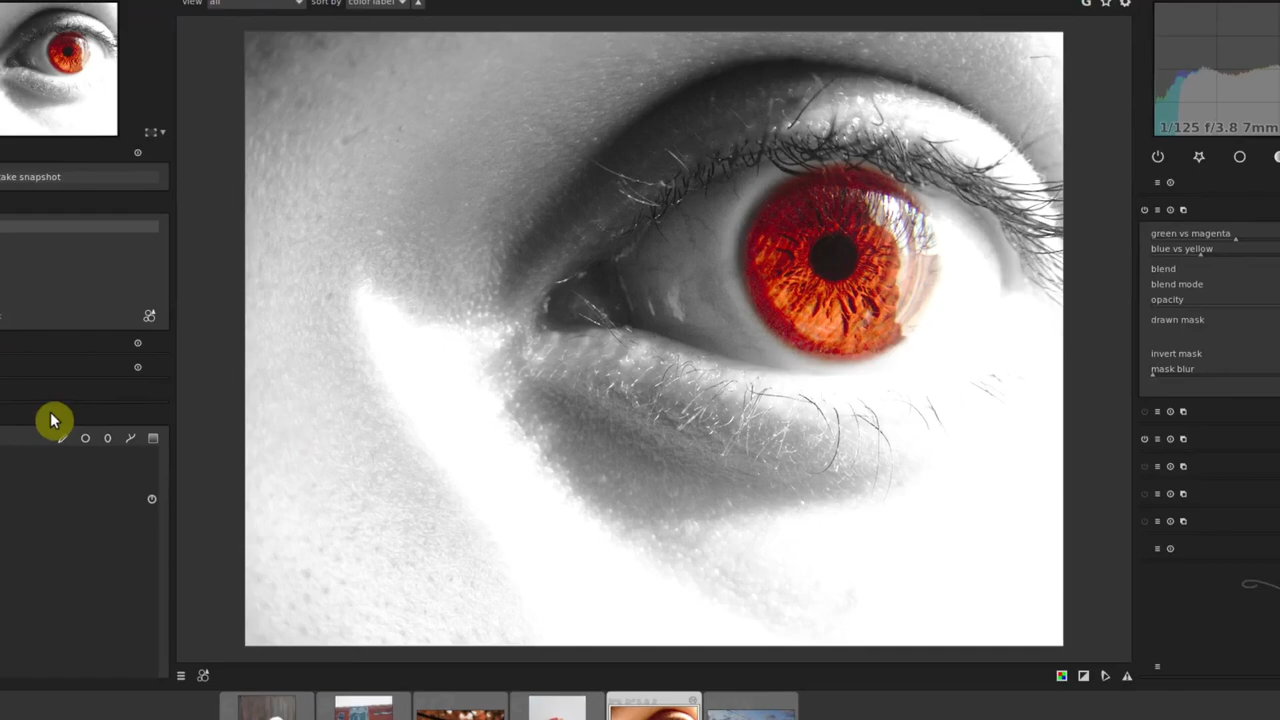 view all sort by color label
take snapshot
1/125 f/3.8 7mm
green vs magenta
blue vs yellow
blend
blend mode
opacity
drawn mask
invert mask
mask blur